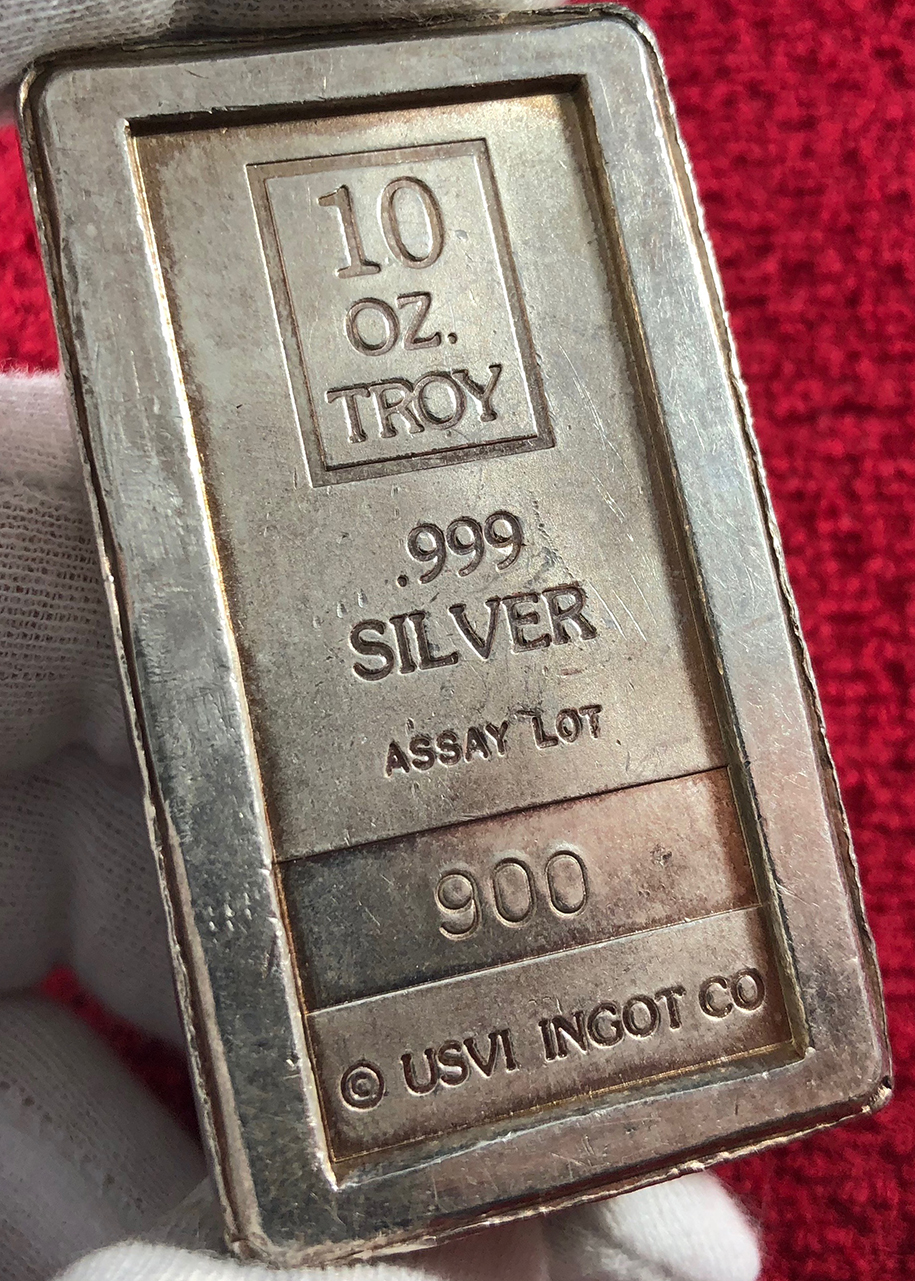 10
OZ.
TROY
.999
SILVER
ASSAY LOT
900
© USVI INGOT CO